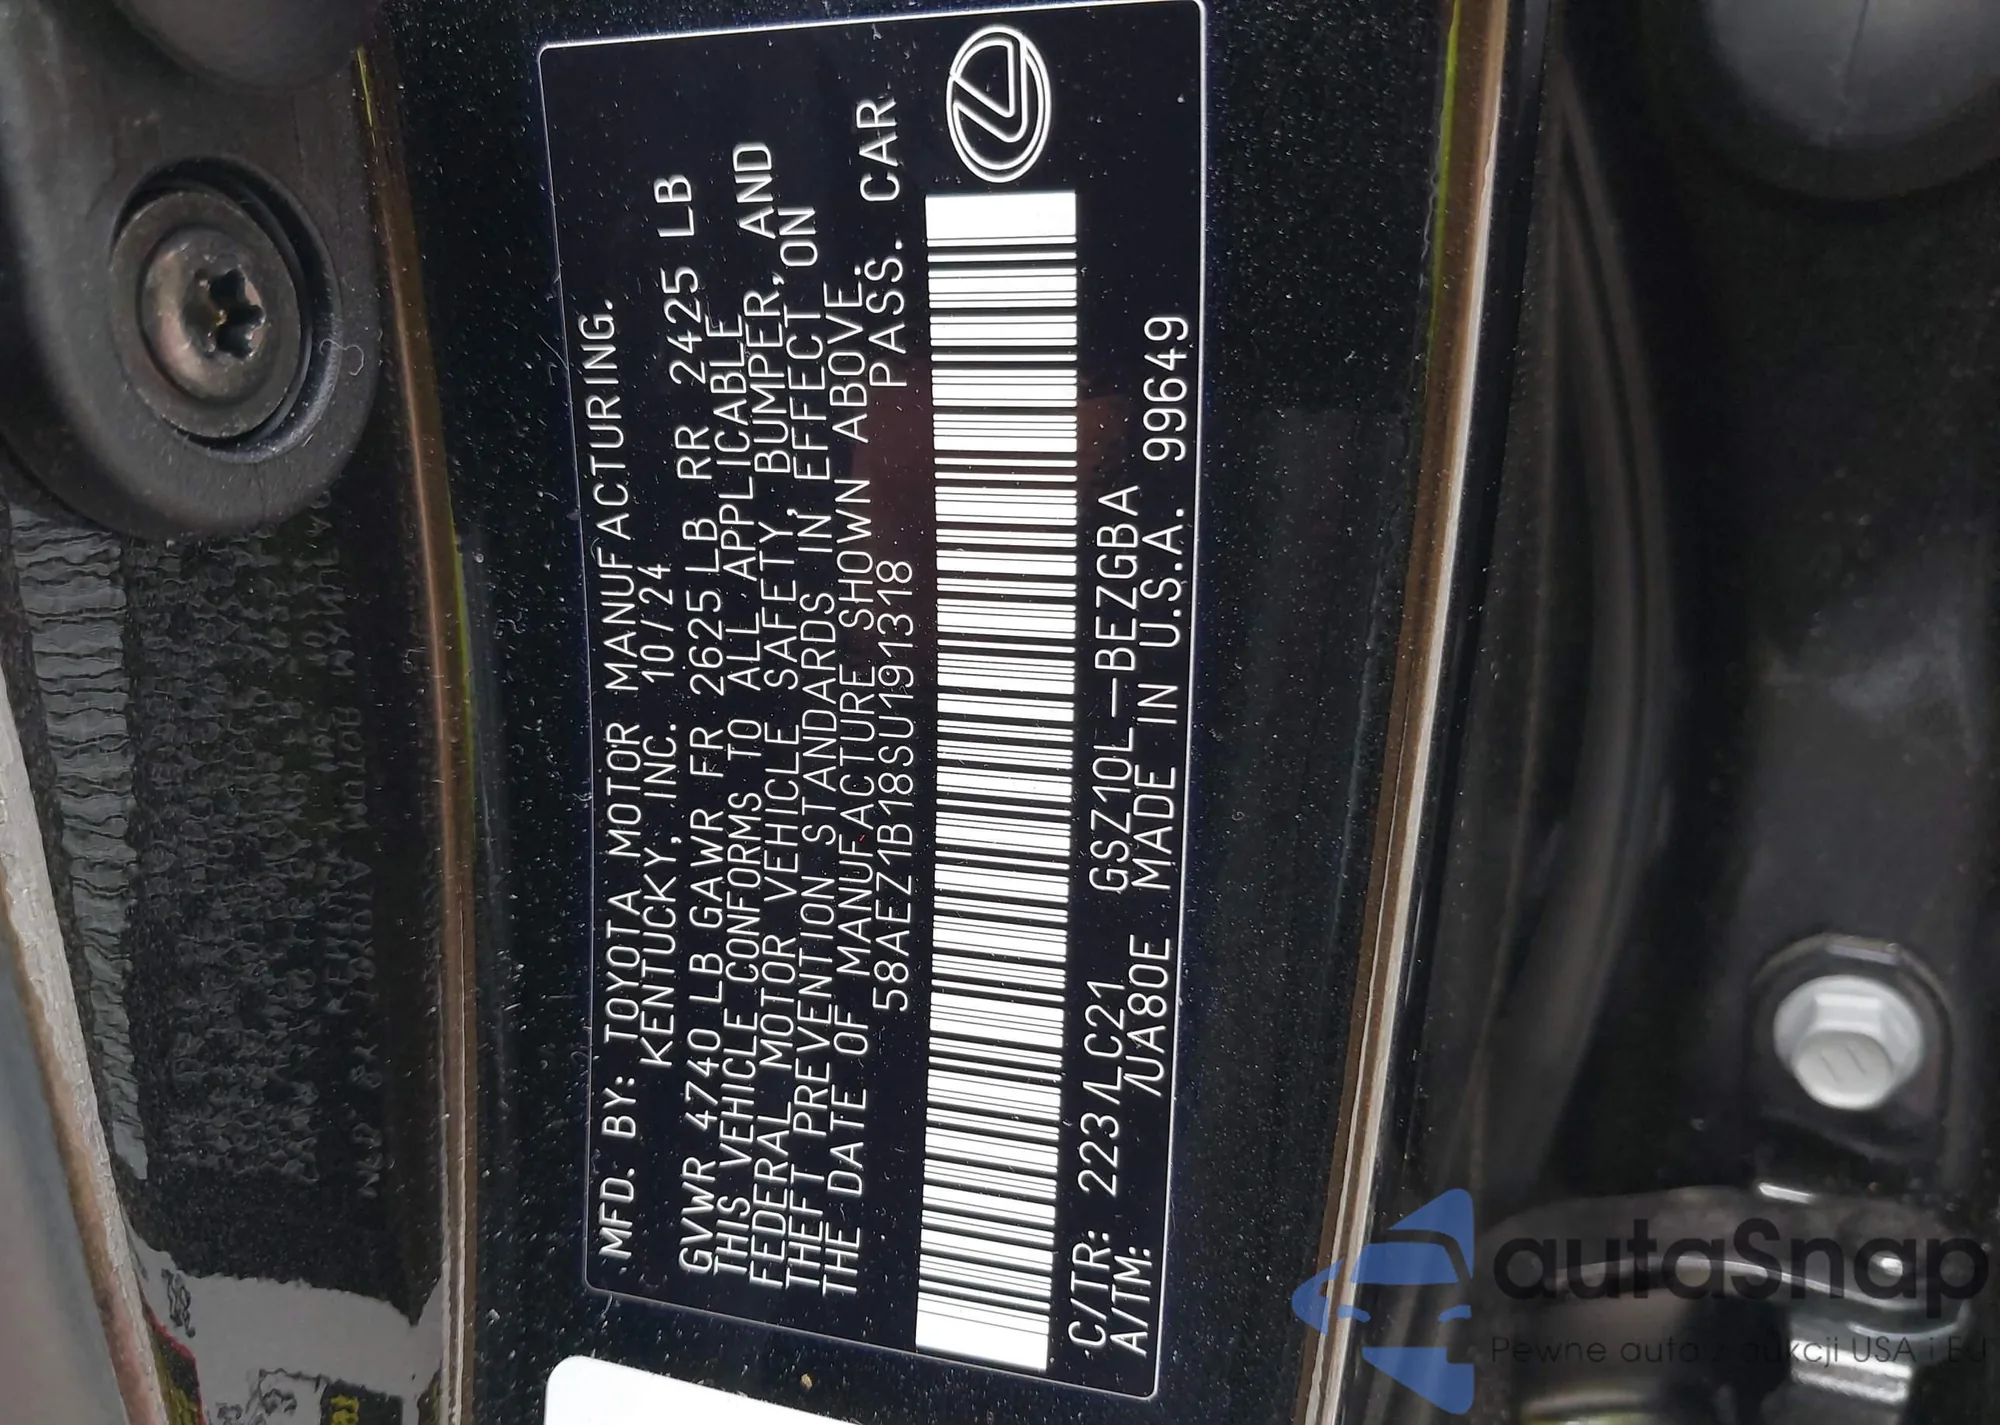 MFD. BY: TOYOTA MOTOR MANUFACTURING.
KENTUCKY, INC. 10/24
GVWR 4740 LB GAWR FR 2625 LB RR 2425 LB
THIS VEHICLE CONFORMS TO ALL APPLICABLE
FEDERAL MOTOR VEHICLE SAFETY, BUMPER, AND
THEFT PREVENTION STANDARDS IN EFFECT ON
THE DATE OF MANUFACTURE SHOWN ABOVE.
58AEZ1B18SU191318 PASS. CAR
C/TR: 223/LC21 GSZ10L-BEZGBA
A/TM: /UA80E MADE IN U.S.A. 99649
autaSnap
Pewne auta z aukcji USA i EU